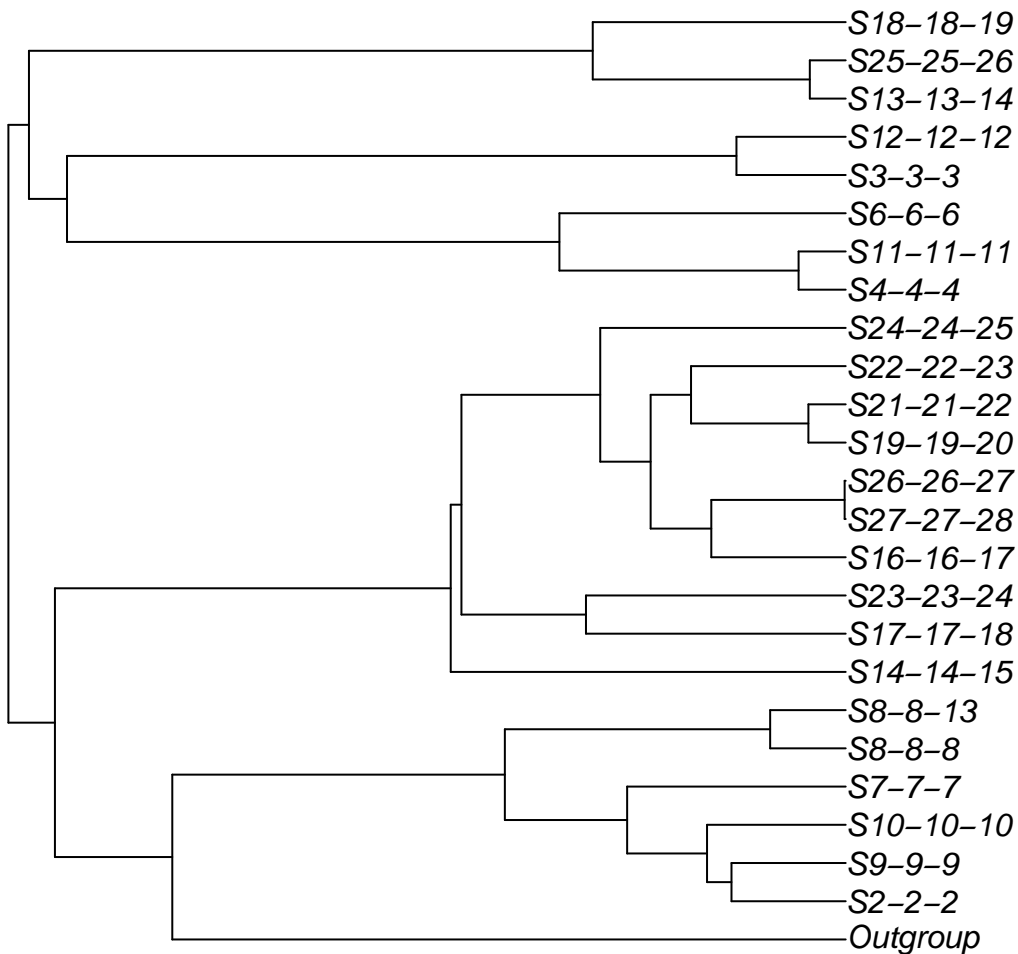 S18–18–19
S25–25–26
S13–13–14
S12–12–12
S3–3–3
S6–6–6
S11–11–11
S4–4–4
S24–24–25
S22–22–23
S21–21–22
S19–19–20
S26–26–27
S27–27–28
S16–16–17
S23–23–24
S17–17–18
S14–14–15
S8–8–13
S8–8–8
S7–7–7
S10–10–10
S9–9–9
S2–2–2
Outgroup